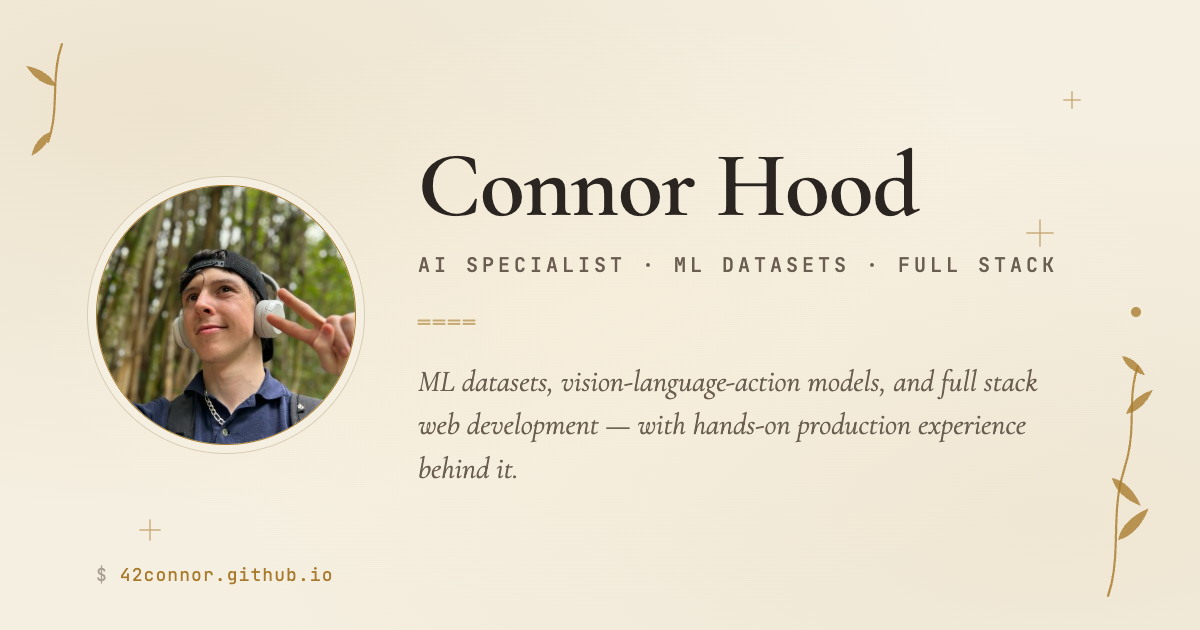 Connor Hood
AI SPECIALIST · ML DATASETS · FULL STACK
====
ML datasets, vision-language-action models, and full stack
web development — with hands-on production experience
behind it.
$ 42connor.github.io